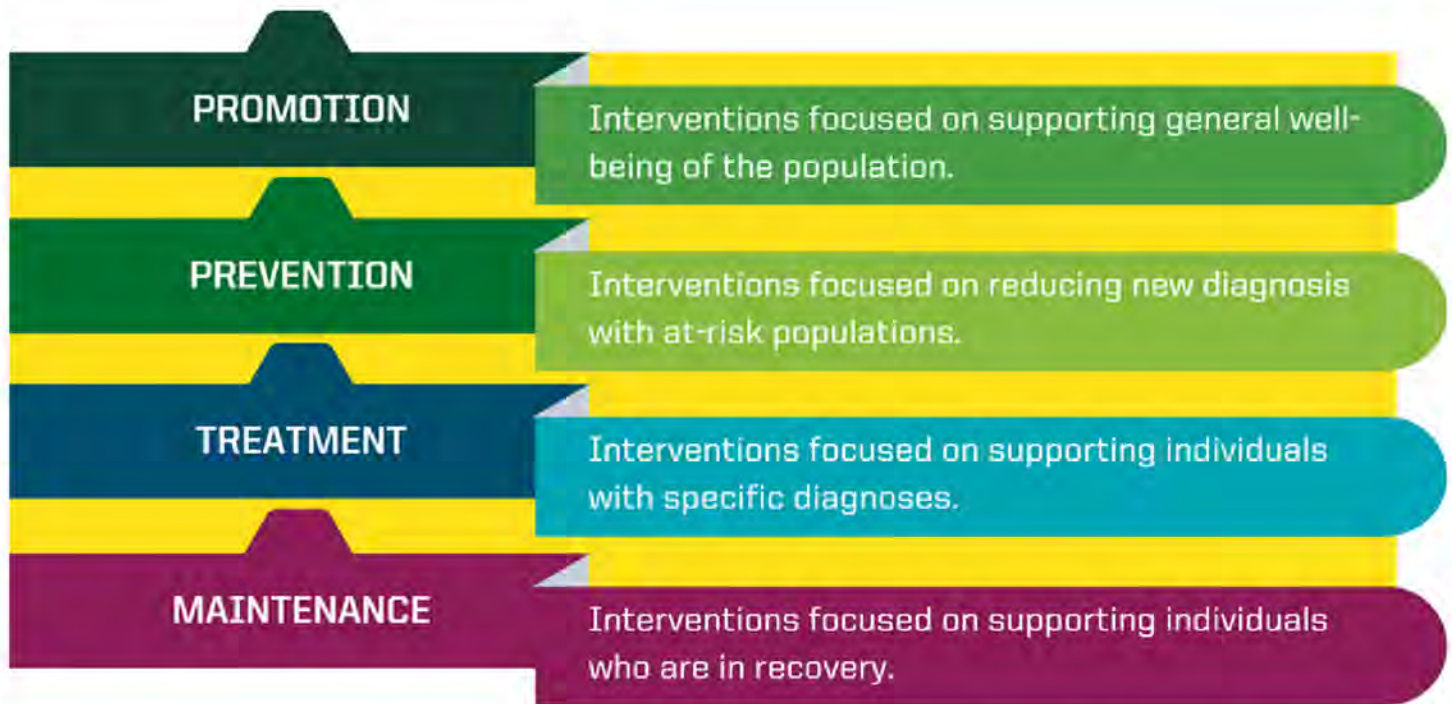 PROMOTION
Interventions focused on supporting general well-
being of the population.
PREVENTION
Interventions focused on reducing new diagnosis
with at-risk populations.
TREATMENT
Interventions focused on supporting individuals
with specific diagnoses.
MAINTENANCE
Interventions focused on supporting individuals
who are in recovery.